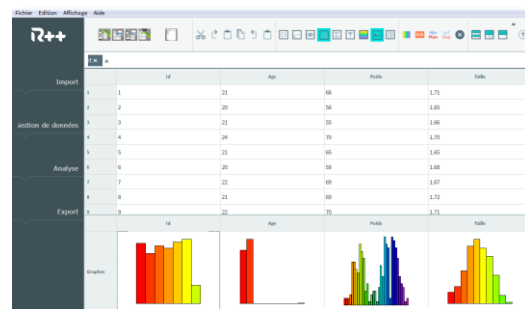 Fichier Edition Affichage Aide
R++
Import
Gestion de données
Analyse
Export
Id Age Poids Taille
1 1 21 68 1.73
2 2 20 56 1.65
3 3 21 55 1.66
4 4 24 70 1.70
5 5 21 65 1.65
6 6 20 59 1.68
7 7 22 69 1.67
8 8 21 69 1.72
9 9 22 70 1.73
Id Age Poids Taille
Graphes